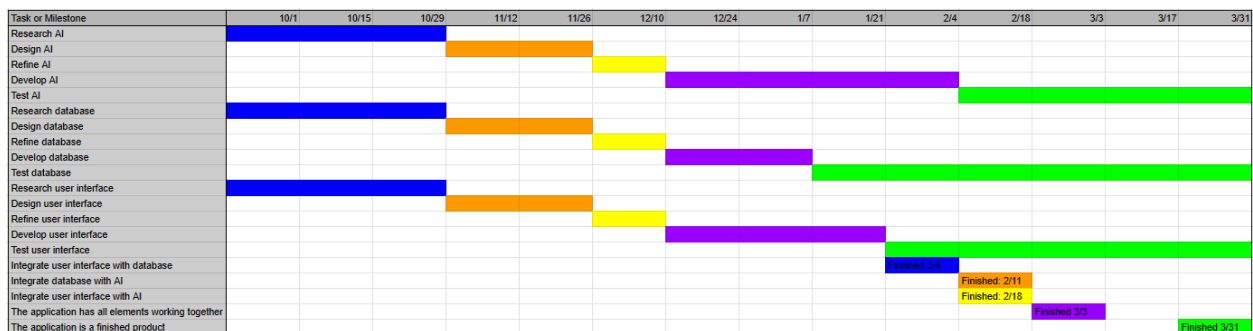 Task or Milestone 10/1 10/15 10/29 11/12 11/26 12/10 12/24 1/7 1/21 2/4 2/18 3/3 3/17 3/31
Research AI
Design AI
Refine AI
Develop AI
Test AI
Research database
Design database
Refine database
Develop database
Test database
Research user interface
Design user interface
Refine user interface
Develop user interface
Test user interface
Integrate user interface with database Finished 2/4
Integrate database with AI Finished: 2/11
Integrate user interface with AI Finished: 2/18
The application has all elements working together Finished 3/3
The application is a finished product Finished 3/31